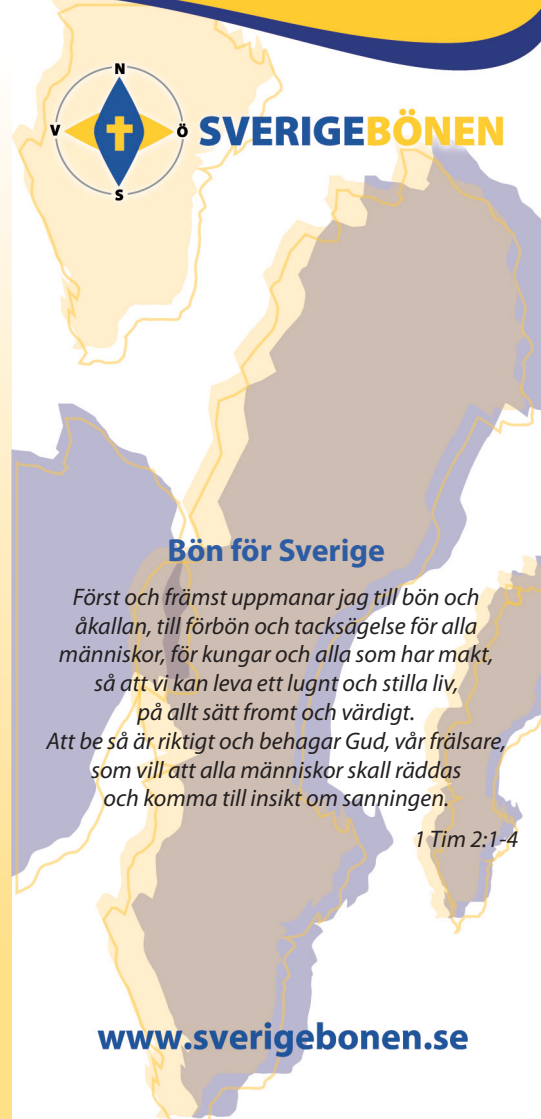 N
V Ö SVERIGEBÖNEN
S
Bön för Sverige
Först och främst uppmanar jag till bön och
åkallan, till förbön och tacksägelse för alla
människor, för kungar och alla som har makt,
så att vi kan leva ett lugnt och stilla liv,
på allt sätt fromt och värdigt.
Att be så är riktigt och behagar Gud, vår frälsare,
som vill att alla människor skall räddas
och komma till insikt om sanningen.
1 Tim 2:1-4
www.sverigebonen.se